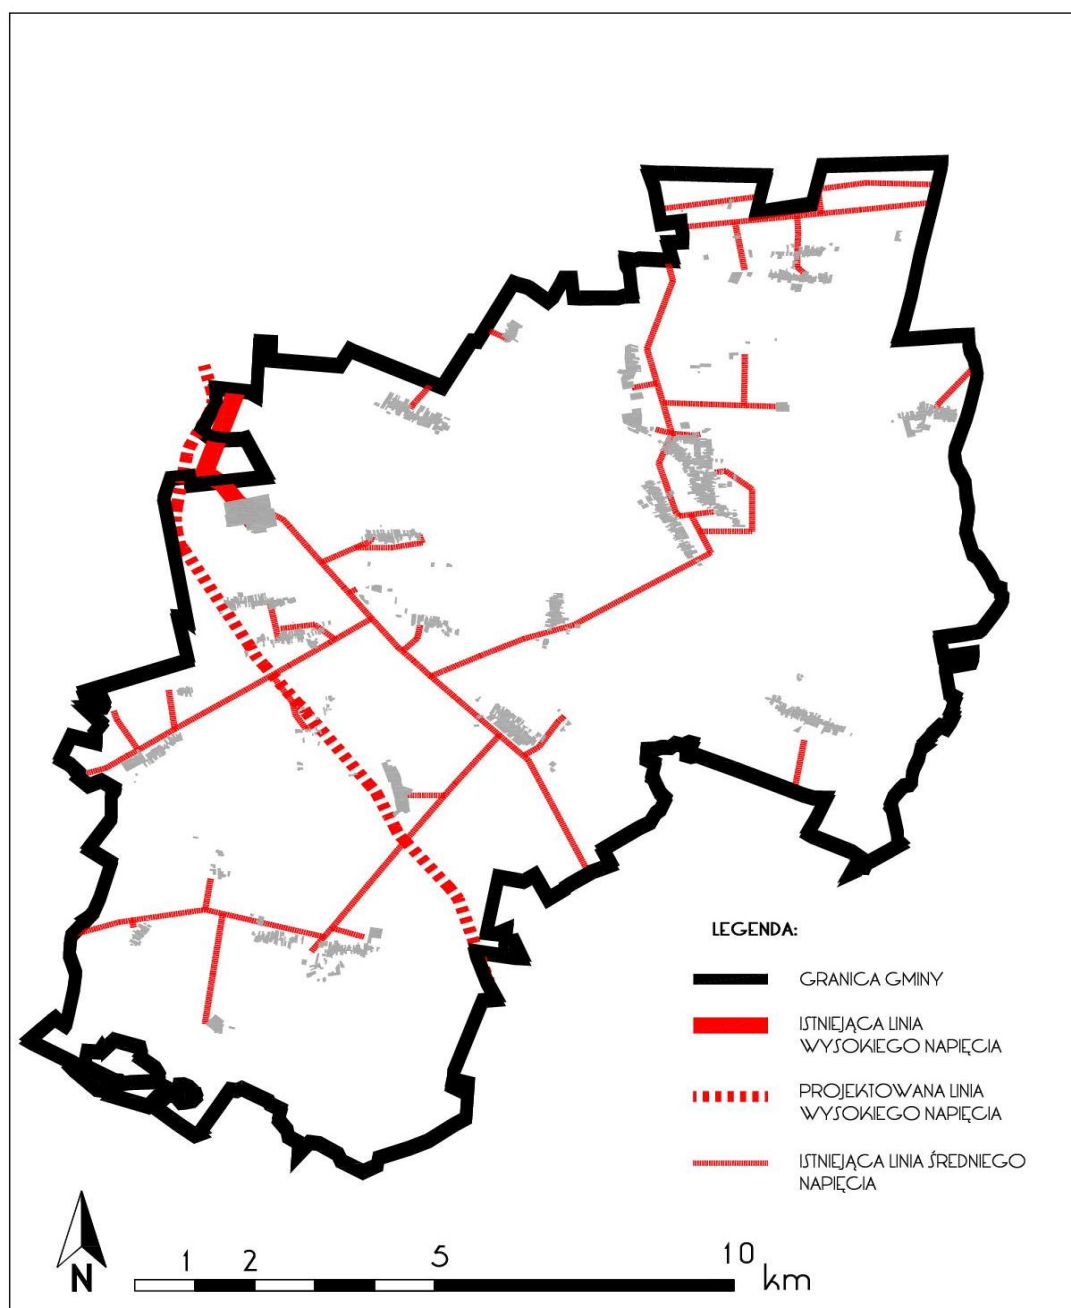 LEGENDA:
GRANICA GMINY
ISTNIEJĄCA LINIA
WYSOKIEGO NAPIĘCIA
PROJEKTOWANA LINIA
WYSOKIEGO NAPIĘCIA
ISTNIEJĄCA LINIA ŚREDNIEGO
NAPIĘCIA
N
1 2 5 10 km